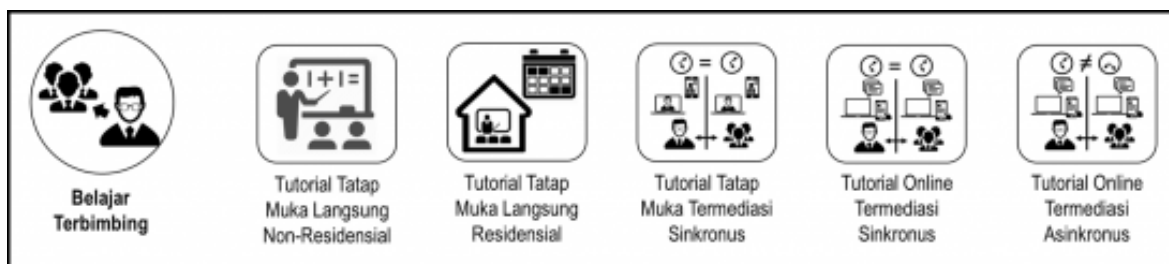 Belajar
Terbimbing
1+1=
Tutorial Tatap
Muka Langsung
Non-Residensial
Tutorial Tatap
Muka Langsung
Residensial
=
Tutorial Tatap
Muka Termediasi
Sinkronus
=
Tutorial Online
Termediasi
Sinkronus
≠
Tutorial Online
Termediasi
Asinkronus